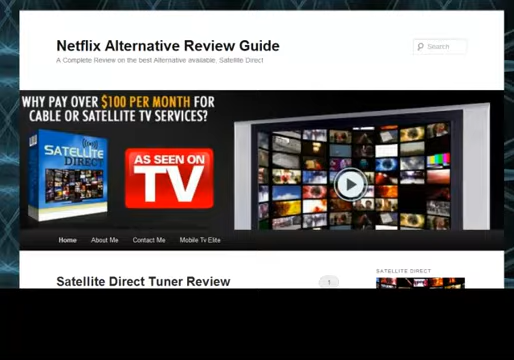 Netflix Alternative Review Guide
A Complete Review on the best Alternative available, Satellite Direct
Search
WHY PAY OVER $100 PER MONTH FOR
CABLE OR SATELLITE TV SERVICES?
SATELLITE
DIRECT
AS SEEN ON
TV
Home About Me Contact Me Mobile Tv Elite
Satellite Direct Tuner Review
1
SATELLITE DIRECT